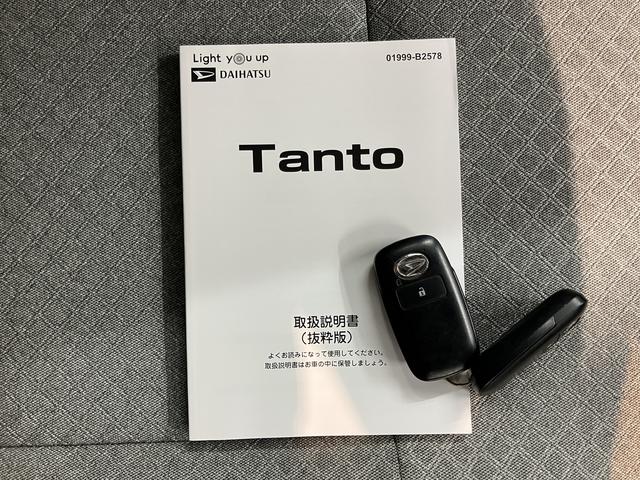 Light you up
DAIHATSU
01999-B2578
Tanto
取扱説明書
（抜粋版）
よくお読みになって使用してください。
取扱説明書はお車の中に保管しましょう。